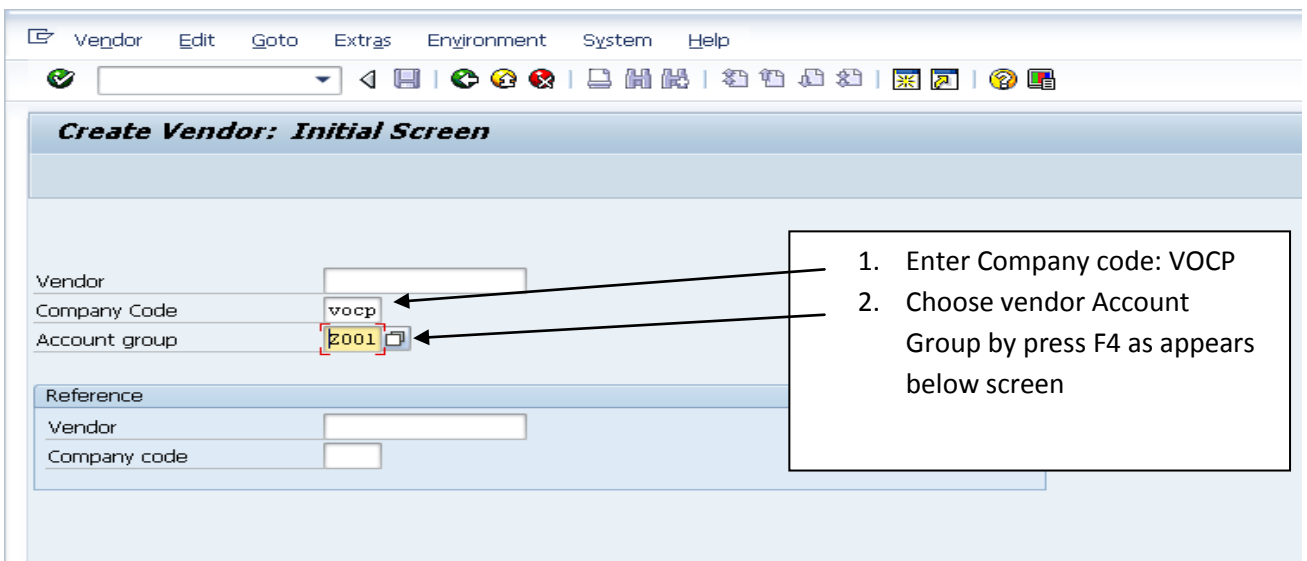 Vendor Edit Goto Extras Environment System Help
Create Vendor: Initial Screen
Vendor
Company Code vocp
Account group Z001
1. Enter Company code: VOCP
2. Choose vendor Account
Group by press F4 as appears
below screen
Reference
Vendor
Company code